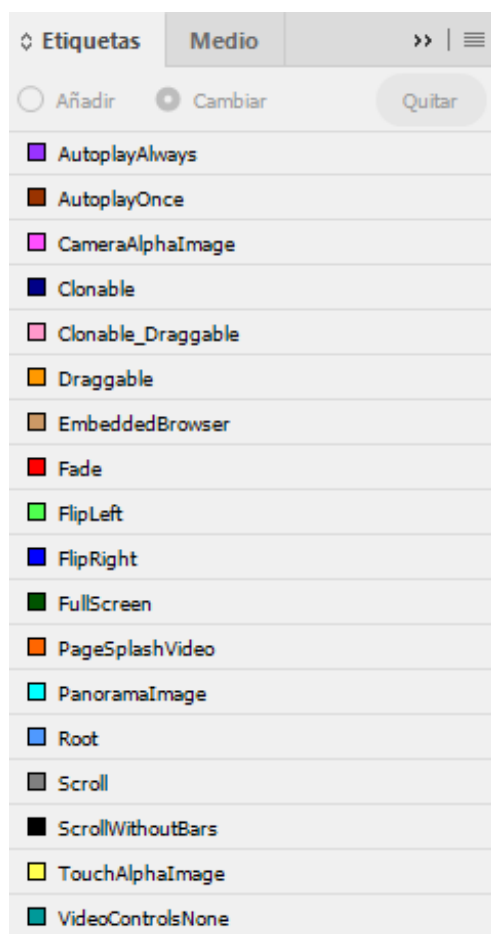 Etiquetas Medio
Añadir Cambiar Quitar
AutoplayAlways
AutoplayOnce
CameraAlphaImage
Clonable
Clonable_Draggable
Draggable
EmbeddedBrowser
Fade
FlipLeft
FlipRight
FullScreen
PageSplashVideo
PanoramaImage
Root
Scroll
ScrollWithoutBars
TouchAlphaImage
VideoControlsNone